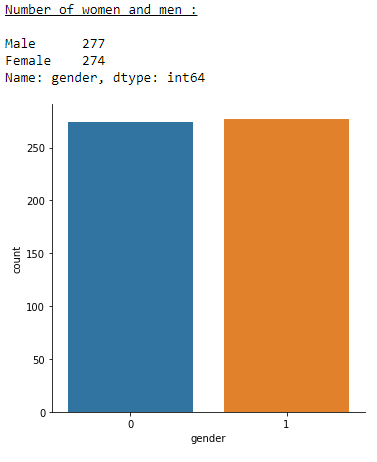 Number of women and men :
Male 277
Female 274
Name: gender, dtype: int64
250
200
150
100
50
0
count
0 1
gender